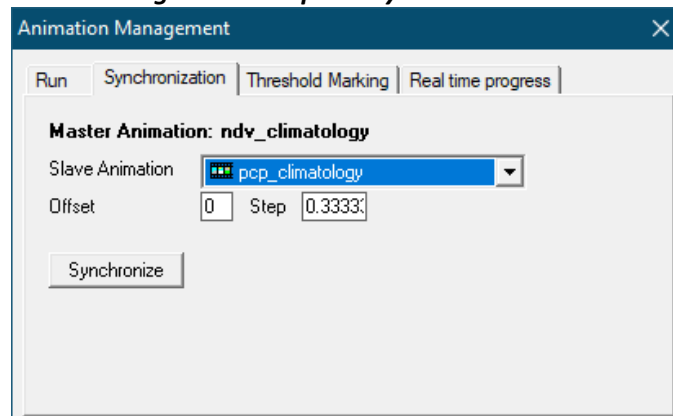 Animation Management
Run Synchronization Threshold Marking Real time progress
Master Animation: ndv_climatology
Slave Animation pcp_climatology
Offset 0 Step 0.3333
Synchronize